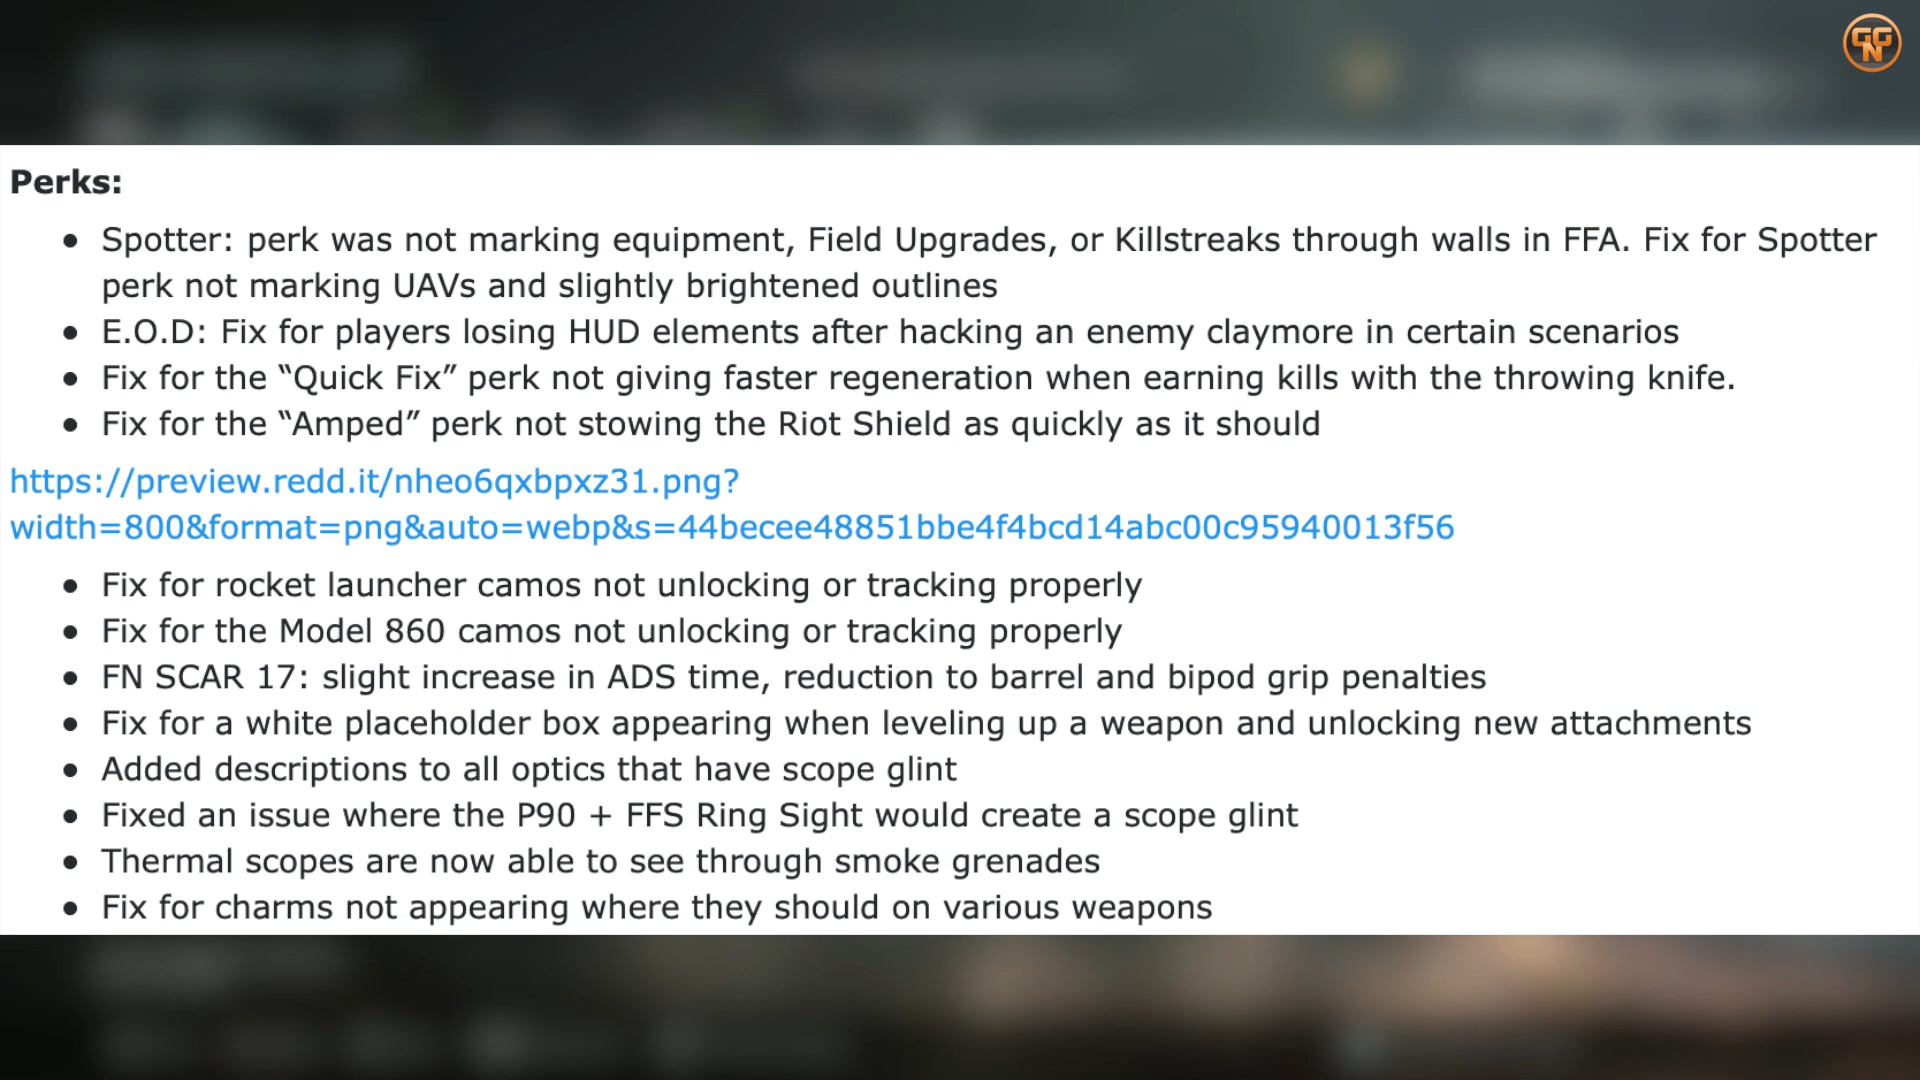 GGN
Perks:
Spotter: perk was not marking equipment, Field Upgrades, or Killstreaks through walls in FFA. Fix for Spotter
perk not marking UAVs and slightly brightened outlines
E.O.D: Fix for players losing HUD elements after hacking an enemy claymore in certain scenarios
Fix for the “Quick Fix” perk not giving faster regeneration when earning kills with the throwing knife.
Fix for the “Amped” perk not stowing the Riot Shield as quickly as it should
https://preview.redd.it/nheo6qxbpxz31.png?
width=800&format=png&auto=webp&s=44becee48851bbe4f4bcd14abc00c95940013f56
Fix for rocket launcher camos not unlocking or tracking properly
Fix for the Model 860 camos not unlocking or tracking properly
FN SCAR 17: slight increase in ADS time, reduction to barrel and bipod grip penalties
Fix for a white placeholder box appearing when leveling up a weapon and unlocking new attachments
Added descriptions to all optics that have scope glint
Fixed an issue where the P90 + FFS Ring Sight would create a scope glint
Thermal scopes are now able to see through smoke grenades
Fix for charms not appearing where they should on various weapons